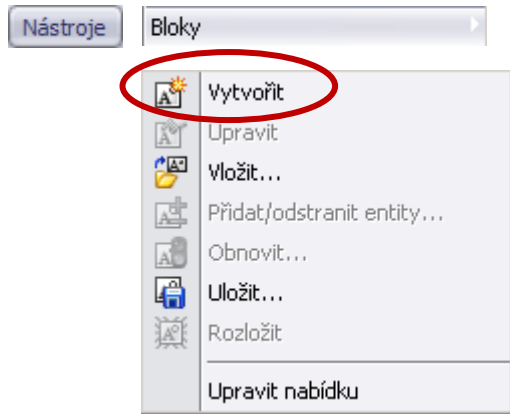 Nástroje Bloky
Vytvořit
Upravit
Vložit...
Přidat/odstranit entity...
Obnovit...
Uložit...
Rozložit
Upravit nabídku